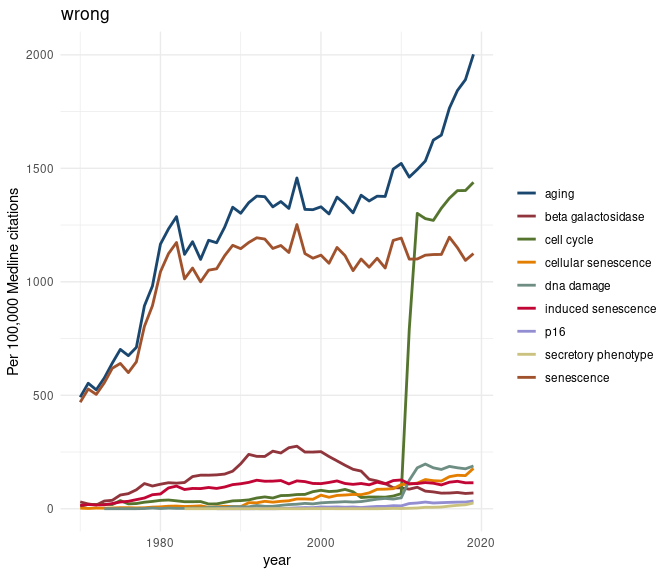 wrong
Per 100,000 Medline citations
2000
1500
1000
500
0
1980
2000
2020
year
aging
beta galactosidase
cell cycle
cellular senescence
dna damage
induced senescence
p16
secretory phenotype
senescence